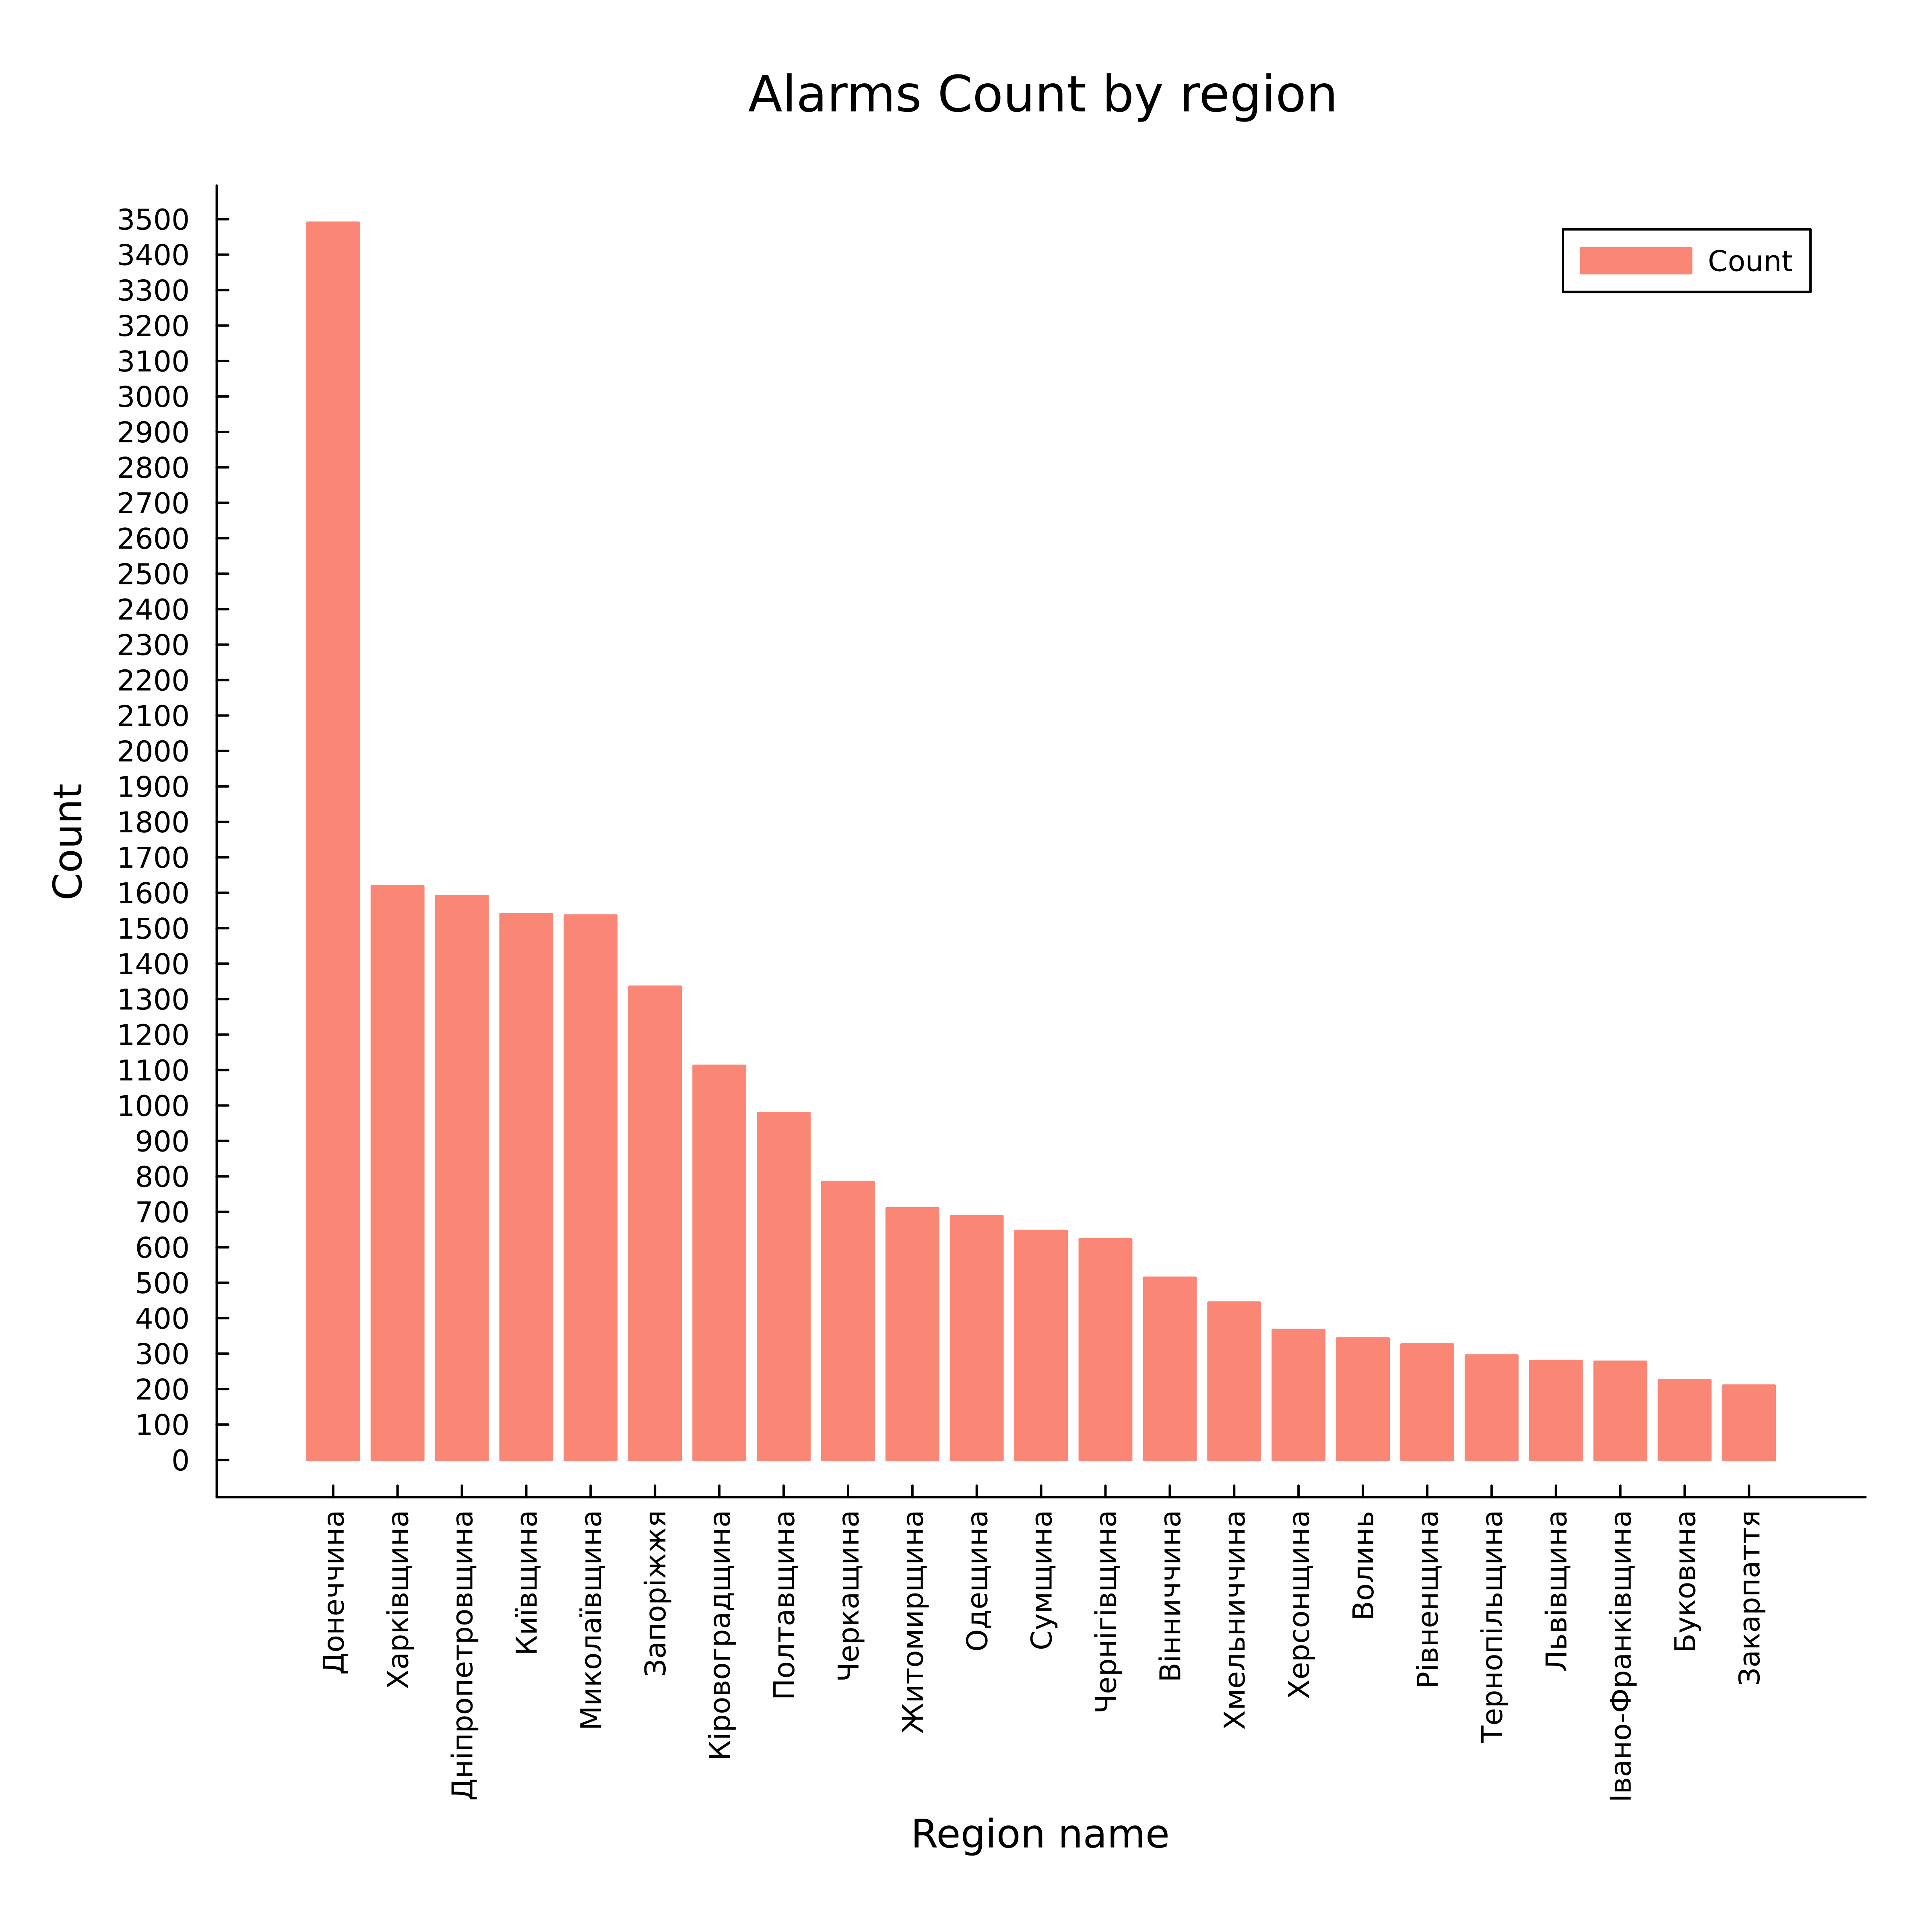 Alarms Count by region
Count
3500
3400
3300
3200
3100
3000
2900
2800
2700
2600
2500
2400
2300
2200
2100
2000
1900
1800
1700
1600
1500
1400
1300
1200
1100
1000
900
800
700
600
500
400
300
200
100
0
Count
Донеччина
Харківщина
Дніпропетровщина
Київщина
Миколаївщина
Запоріжжя
Кіровоградщина
Полтавщина
Черкащина
Житомирщина
Одещина
Сумщина
Чернігівщина
Вінниччина
Хмельниччина
Херсонщина
Волинь
Рівненщина
Тернопільщина
Львівщина
Івано-Франківщина
Буковина
Закарпаття
Region name